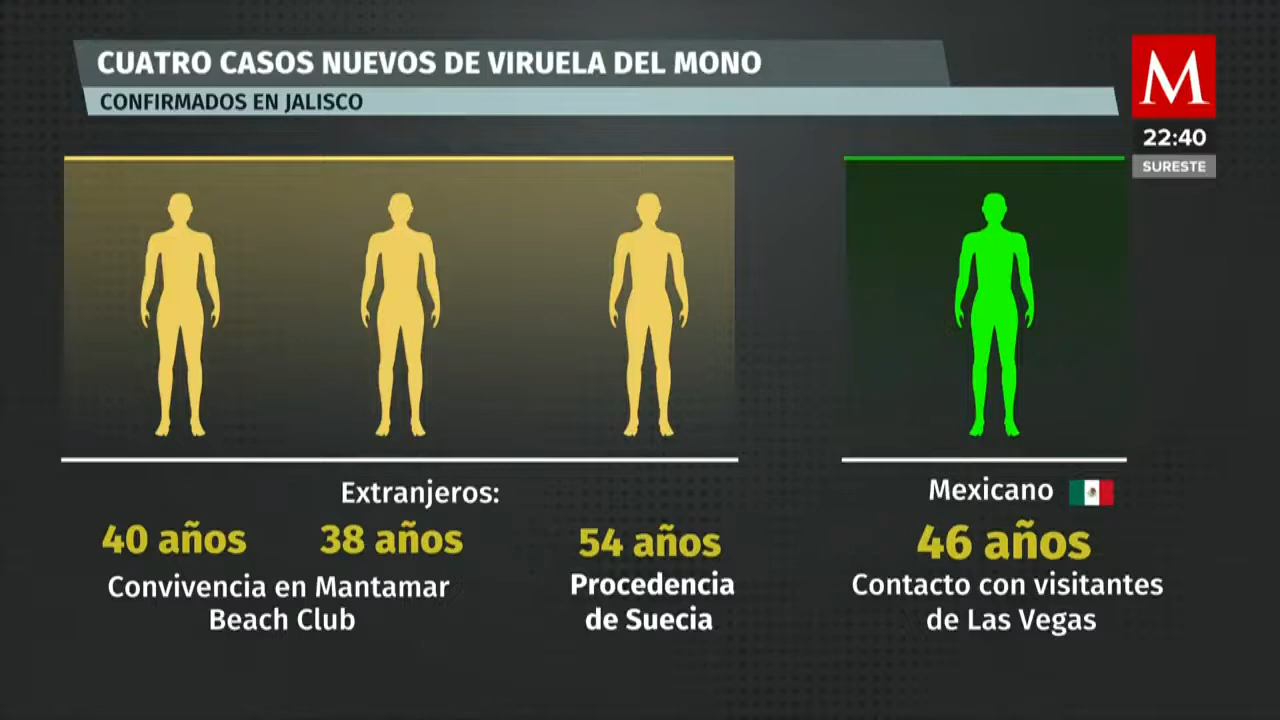 CUATRO CASOS NUEVOS DE VIRUELA DEL MONO
CONFIRMADOS EN JALISCO
M
22:40
SURESTE
Extranjeros:
40 años
38 años
Convivencia en Mantamar
Beach Club
54 años
Procedencia
de Suecia
Mexicano
46 años
Contacto con visitantes
de Las Vegas